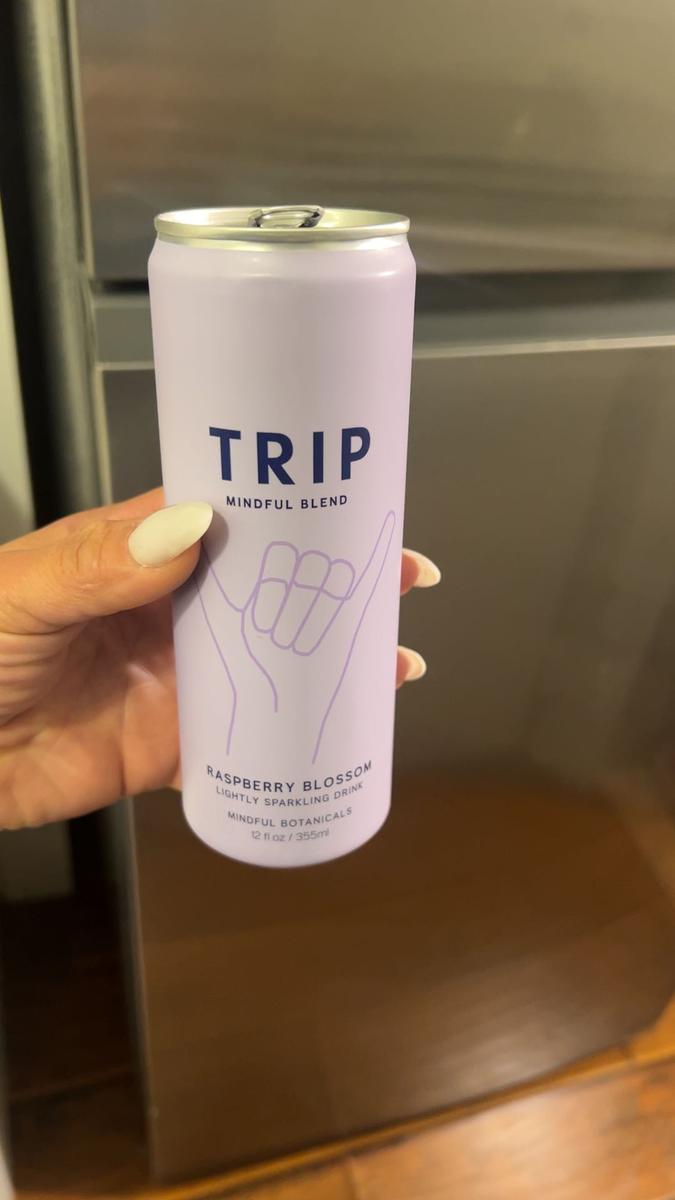 TRIP
MINDFUL BLEND
RASPBERRY BLOSSOM
LIGHTLY SPARKLING DRINK
MINDFUL BOTANICALS
12 fl oz / 355ml